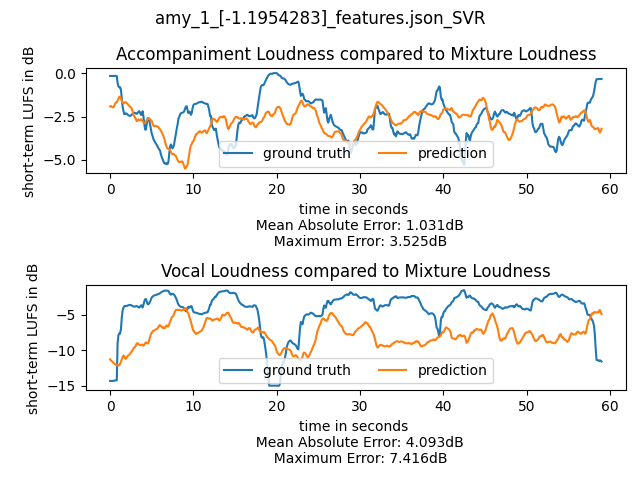 amy_1_[-1.1954283]_features.json_SVR
Accompaniment Loudness compared to Mixture Loudness
short-term LUFS in dB
0.0
−2.5
−5.0
ground truth
prediction
0 10 20 30 40 50 60
time in seconds
Mean Absolute Error: 1.031dB
Maximum Error: 3.525dB
Vocal Loudness compared to Mixture Loudness
short-term LUFS in dB
−5
−10
−15
ground truth
prediction
0 10 20 30 40 50 60
time in seconds
Mean Absolute Error: 4.093dB
Maximum Error: 7.416dB